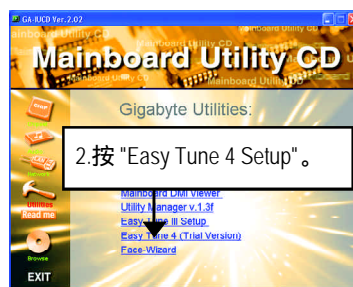 GA-IUCD Ver.2.02
Mainboard Utility CD
Gigabyte Utilities:
2.按 "Easy Tune 4 Setup"。
Mainboard DMI Viewer
Utility Manager v.1.3f
Easy Tune III Setup
Easy Tune 4 (Trial Version)
Face-Wizard
Utilities
Read me
Browse
EXIT